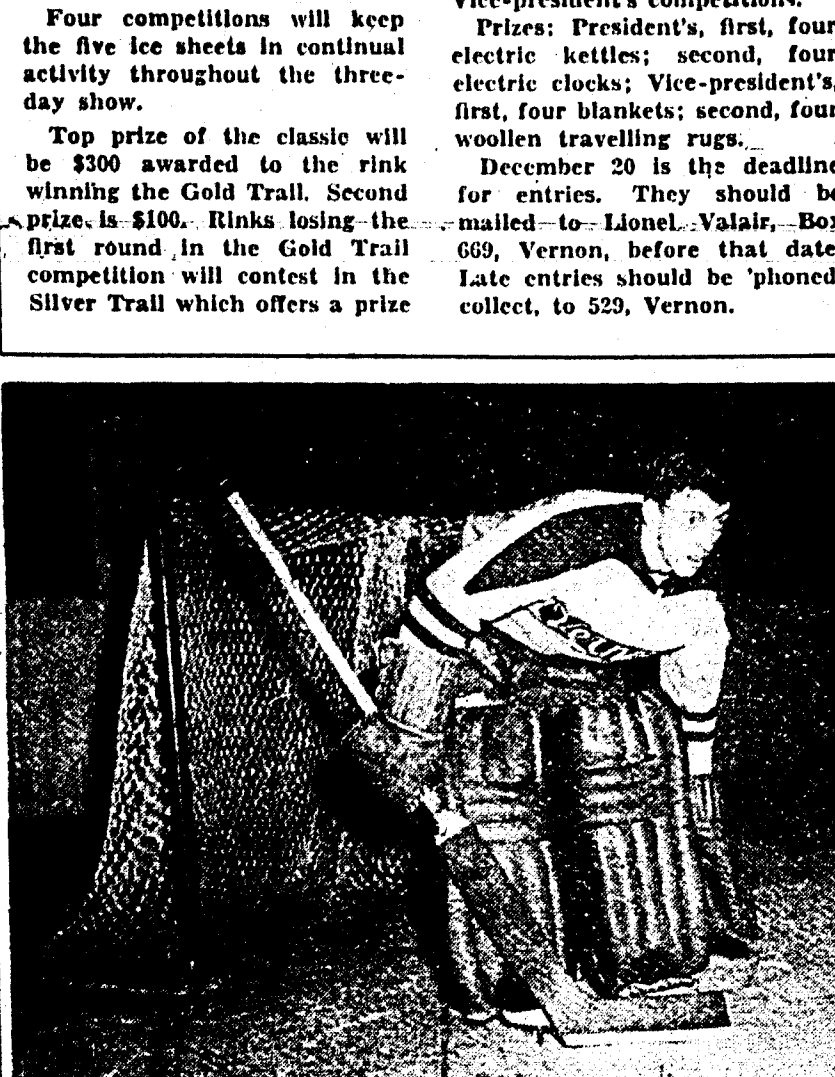 Four competitions will keep
the five ice sheets in continual
activity throughout the three-
day show.
Top prize of the classic will
be $300 awarded to the rink
winning the Gold Trail. Second
prize is $100. Rinks losing the
first round in the Gold Trail
competition will contest in the
Silver Trail which offers a prize
Vice-president's competitions.
Prizes: President's, first, four
electric kettles; second, four
electric clocks; Vice-president's,
first, four blankets; second, four
woollen travelling rugs.
December 20 is the deadline
for entries. They should be
mailed to Lionel Valair, Box
669, Vernon, before that date.
Late entries should be 'phoned
collect, to 529, Vernon.